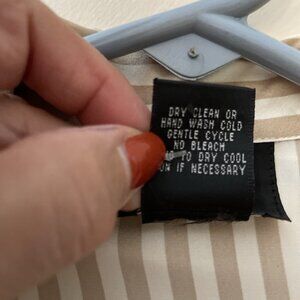 DRY CLEAN OR
HAND WASH COLD
GENTLE CYCLE
NO BLEACH
TO DRY COOL
IF NECESSARY